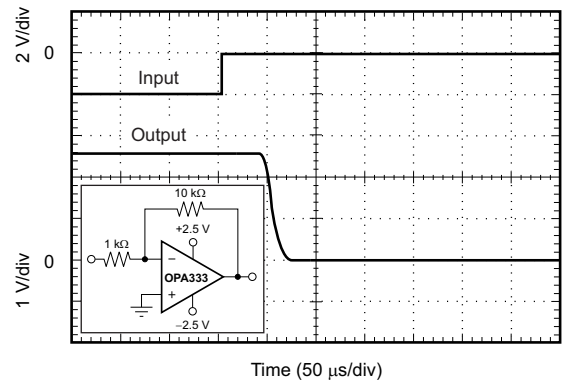 2 V/div
0
Input
Output
10 kΩ
+2.5 V
1 kΩ
−
OPA333
+
−2.5 V
0
1 V/div
Time (50 μs/div)